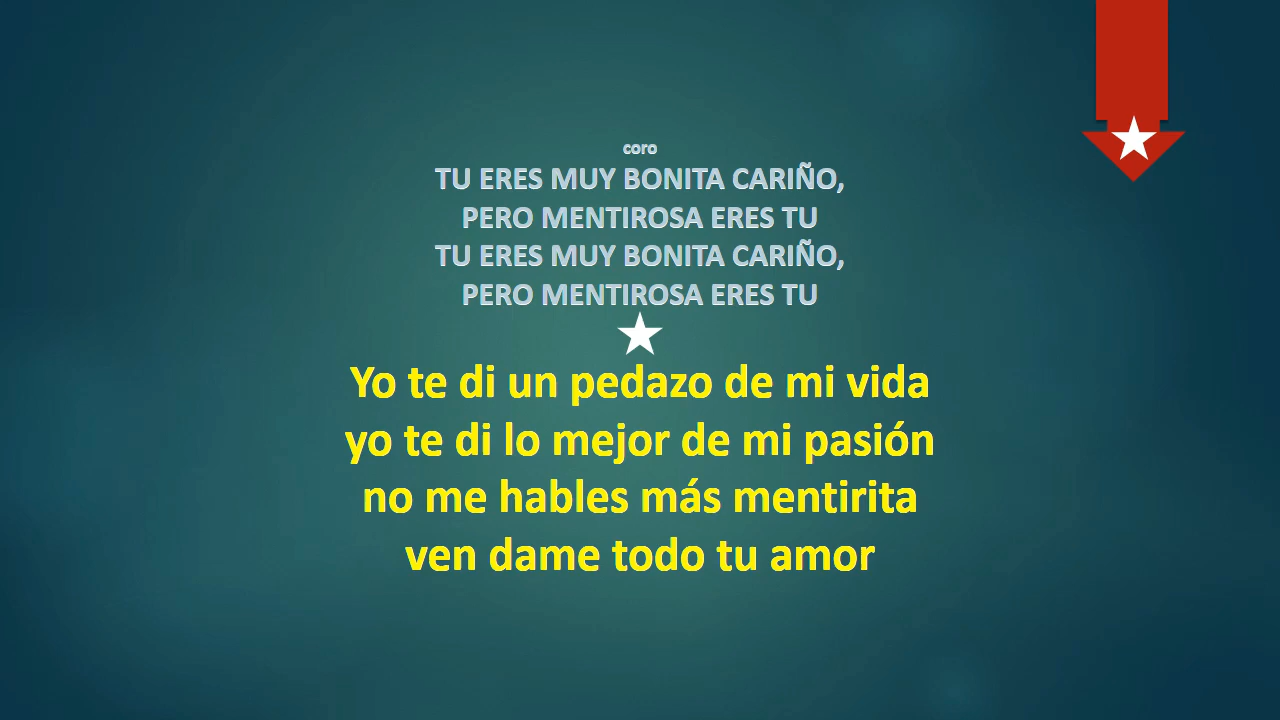 coro
TU ERES MUY BONITA CARIÑO,
PERO MENTIROSA ERES TU
TU ERES MUY BONITA CARIÑO,
PERO MENTIROSA ERES TU
Yo te di un pedazo de mi vida
yo te di lo mejor de mi pasión
no me hables más mentirita
ven dame todo tu amor